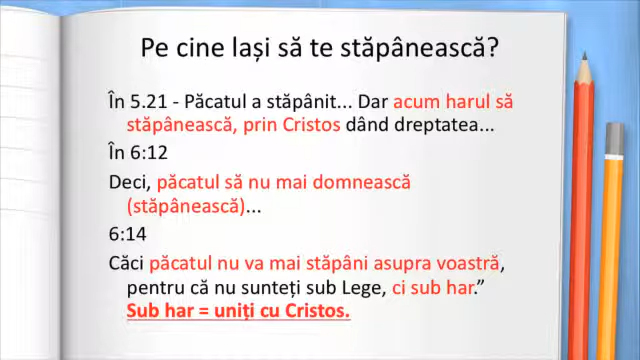 Pe cine lași să te stăpânească?
În 5.21 - Păcatul a stăpânit... Dar acum harul să
stăpânească, prin Cristos dând dreptatea...
În 6:12
Deci, păcatul să nu mai domnească
(stăpânească)...
6:14
Căci păcatul nu va mai stăpâni asupra voastră,
pentru că nu sunteți sub Lege, ci sub har.”
Sub har = uniți cu Cristos.